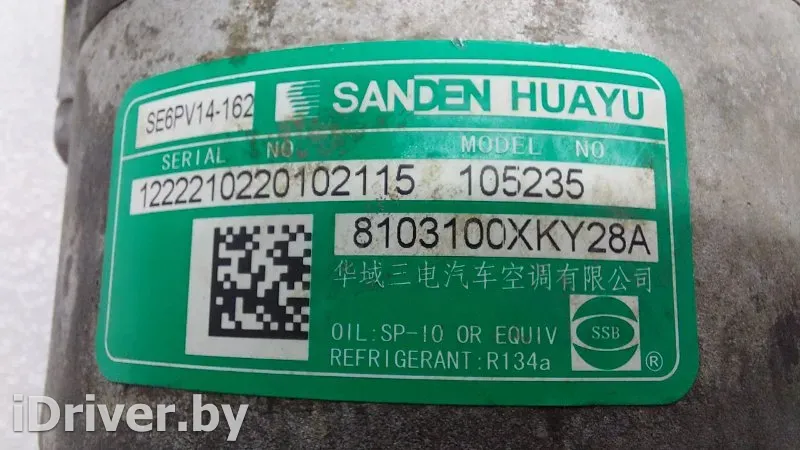 SE6PV14-162
SANDEN HUAYU
SERIAL NO
MODEL NO
1222210220102115 105235
8103100XKY28A
华域三电汽车空调有限公司
OIL:SP-10 OR EQUIV
REFRIGERANT:R134a
SSB
®
iDriver.by